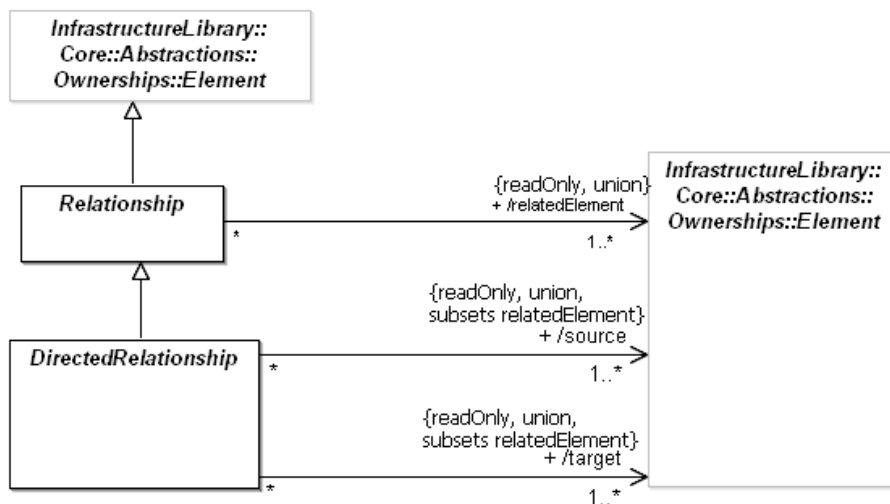 InfrastructureLibrary::
Core::Abstractions::
Ownerships::Element
InfrastructureLibrary::
Core::Abstractions::
Ownerships::Element
Relationship
{readOnly, union}
+ /relatedElement
*
1..*
{readOnly, union,
subsets relatedElement}
+ /source
DirectedRelationship
*
1..*
{readOnly, union,
subsets relatedElement}
+ /target
*
1..*